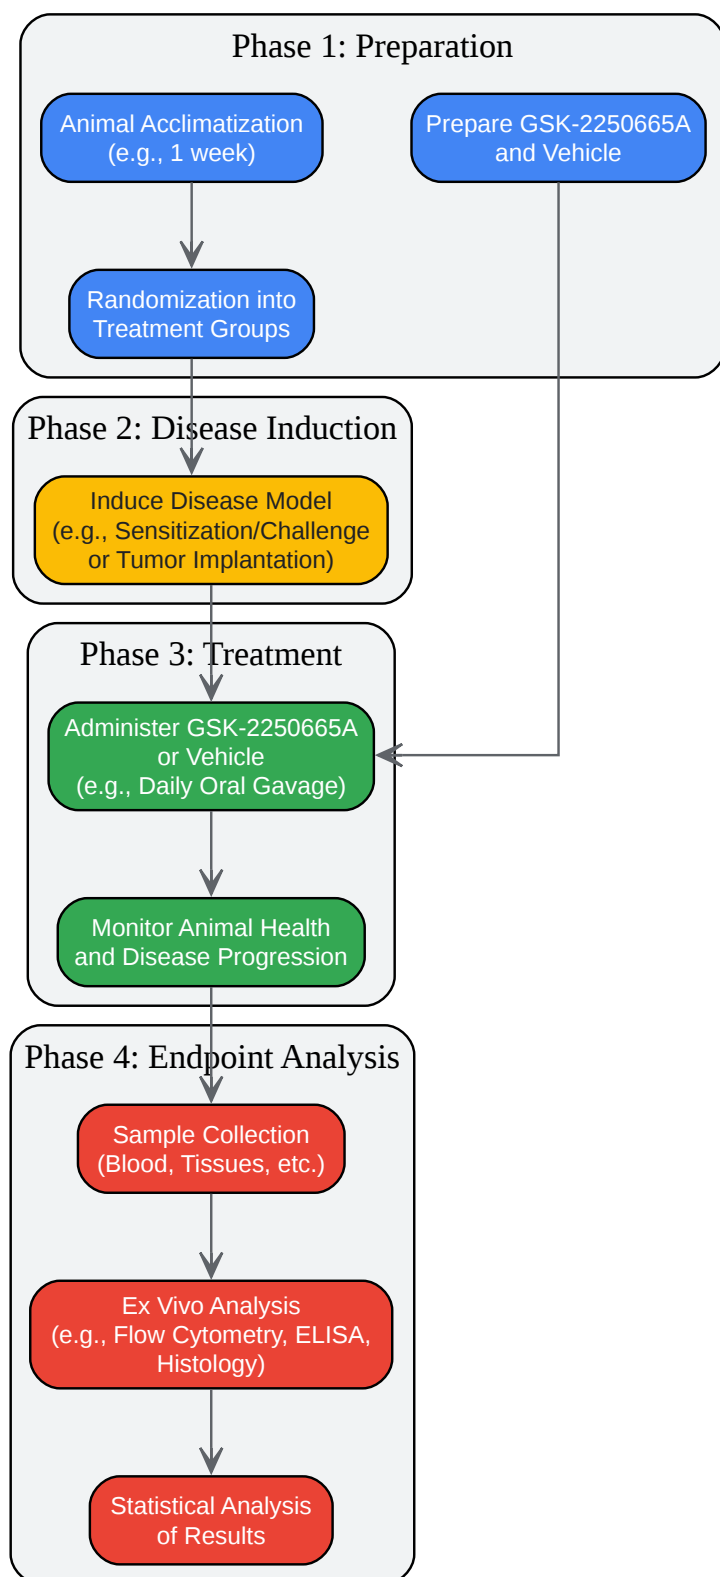 Phase 1: Preparation
Animal Acclimatization
(e.g., 1 week)
Prepare GSK-2250665A
and Vehicle
Randomization into
Treatment Groups
Phase 2: Disease Induction
Induce Disease Model
(e.g., Sensitization/Challenge
or Tumor Implantation)
Phase 3: Treatment
Administer GSK-2250665A
or Vehicle
(e.g., Daily Oral Gavage)
Monitor Animal Health
and Disease Progression
Phase 4: Endpoint Analysis
Sample Collection
(Blood, Tissues, etc.)
Ex Vivo Analysis
(e.g., Flow Cytometry, ELISA,
Histology)
Statistical Analysis
of Results